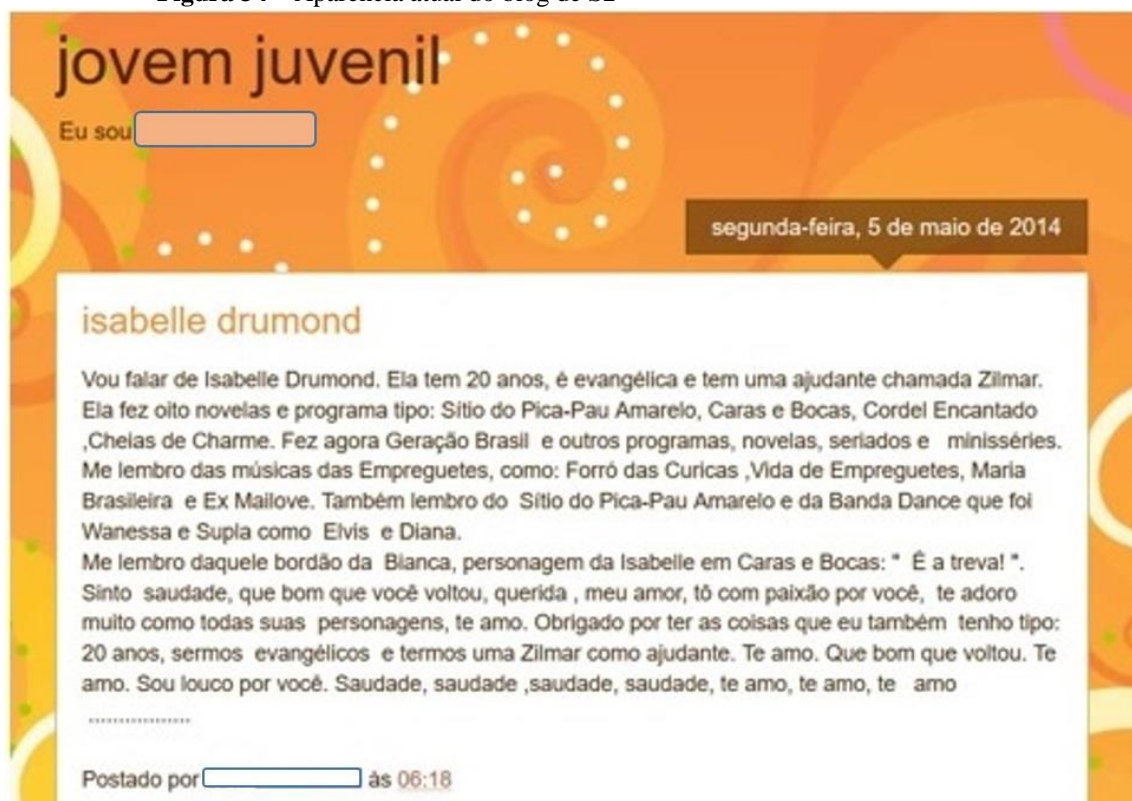 jovem juvenil
Eu sou
segunda-feira, 5 de maio de 2014
isabelle drumond
Vou falar de Isabelle Drumond. Ela tem 20 anos, é evangélica e tem uma ajudante chamada Zilmar.
Ela fez oito novelas e programa tipo: Sítio do Pica-Pau Amarelo, Caras e Bocas, Cordel Encantado
,Cheias de Charme. Fez agora Geração Brasil e outros programas, novelas, seriados e minisséries.
Me lembro das músicas das Empreguetes, como: Forró das Curicas ,Vida de Empreguetes, Maria
Brasileira e Ex Mailove. Também lembro do Sítio do Pica-Pau Amarelo e da Banda Dance que foi
Wanessa e Supla como Elvis e Diana.
Me lembro daquele bordão da Bianca, personagem da Isabelle em Caras e Bocas: " É a treva! ".
Sinto saudade, que bom que você voltou, querida , meu amor, tô com paixão por você, te adoro
muito como todas suas personagens, te amo. Obrigado por ter as coisas que eu também tenho tipo:
20 anos, sermos evangélicos e termos uma Zilmar como ajudante. Te amo. Que bom que voltou. Te
amo. Sou louco por você. Saudade, saudade ,saudade, saudade, te amo, te amo, te amo
.................
Postado por às 06:18